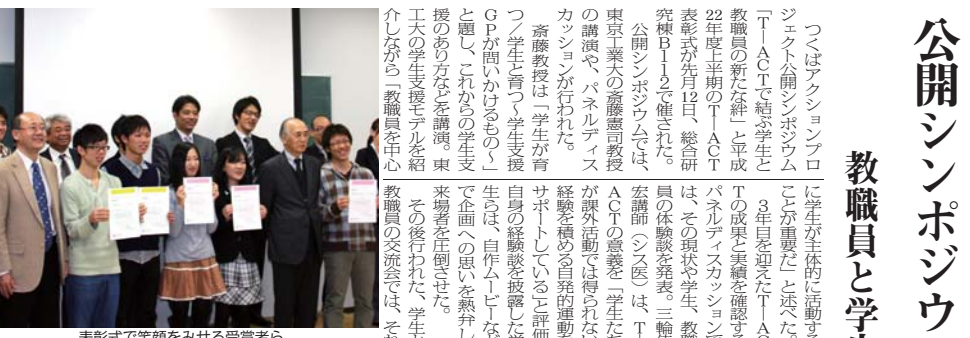 公開シンポジウ
教職員と学
つくばアクションプロ
ジェクト公開シンポジウム
「T―ACTで結ぶ学生と
教職員の新たな絆」と平成
22年度上半期のT―ACT
表彰式が先月12日、総合研
究棟B112で催された。
公開シンポジウムでは、
東京工業大の斎藤憲司教授
の講演や、パネルディス
カッションが行われた。
斎藤教授は「学生が育
つ/学生と育つ〜学生支援
GPが問いかけるもの〜」
と題し、これからの学生支
援のあり方などを講演。東
工大の学生支援モデルを紹
介しながら「教職員を中心
に学生が主体的に活動する
ことが重要だ」と述べた。
3年目を迎えたT―A
Tの成果と実績を確認する
パネルディスカッションで
は、その現状や学生、教職
員の体験談を発表。三輪佳
宏講師(シス医)は、T―
ACTの意義を「学生た
が課外活動では得られない
経験を積める自発的運動を
サポートしていると評価
自身の経験談を披露した学
生らは、自作ムービーな
で企画への思いを熱弁し
来場者を圧倒させた。
その後行われた、学生と
教職員の交流会では、それ
表彰式で笑顔をみせる受賞者ら